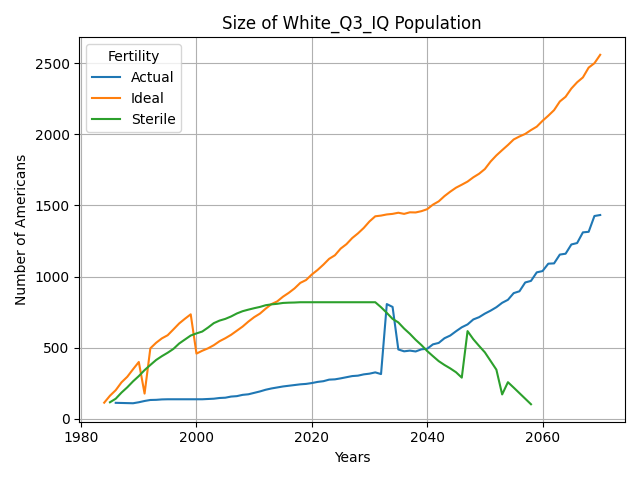 Size of White_Q3_IQ Population
Fertility
Actual
Ideal
Sterile
Number of Americans
2500
2000
1500
1000
500
0
1980
2000
2020
2040
2060
Years